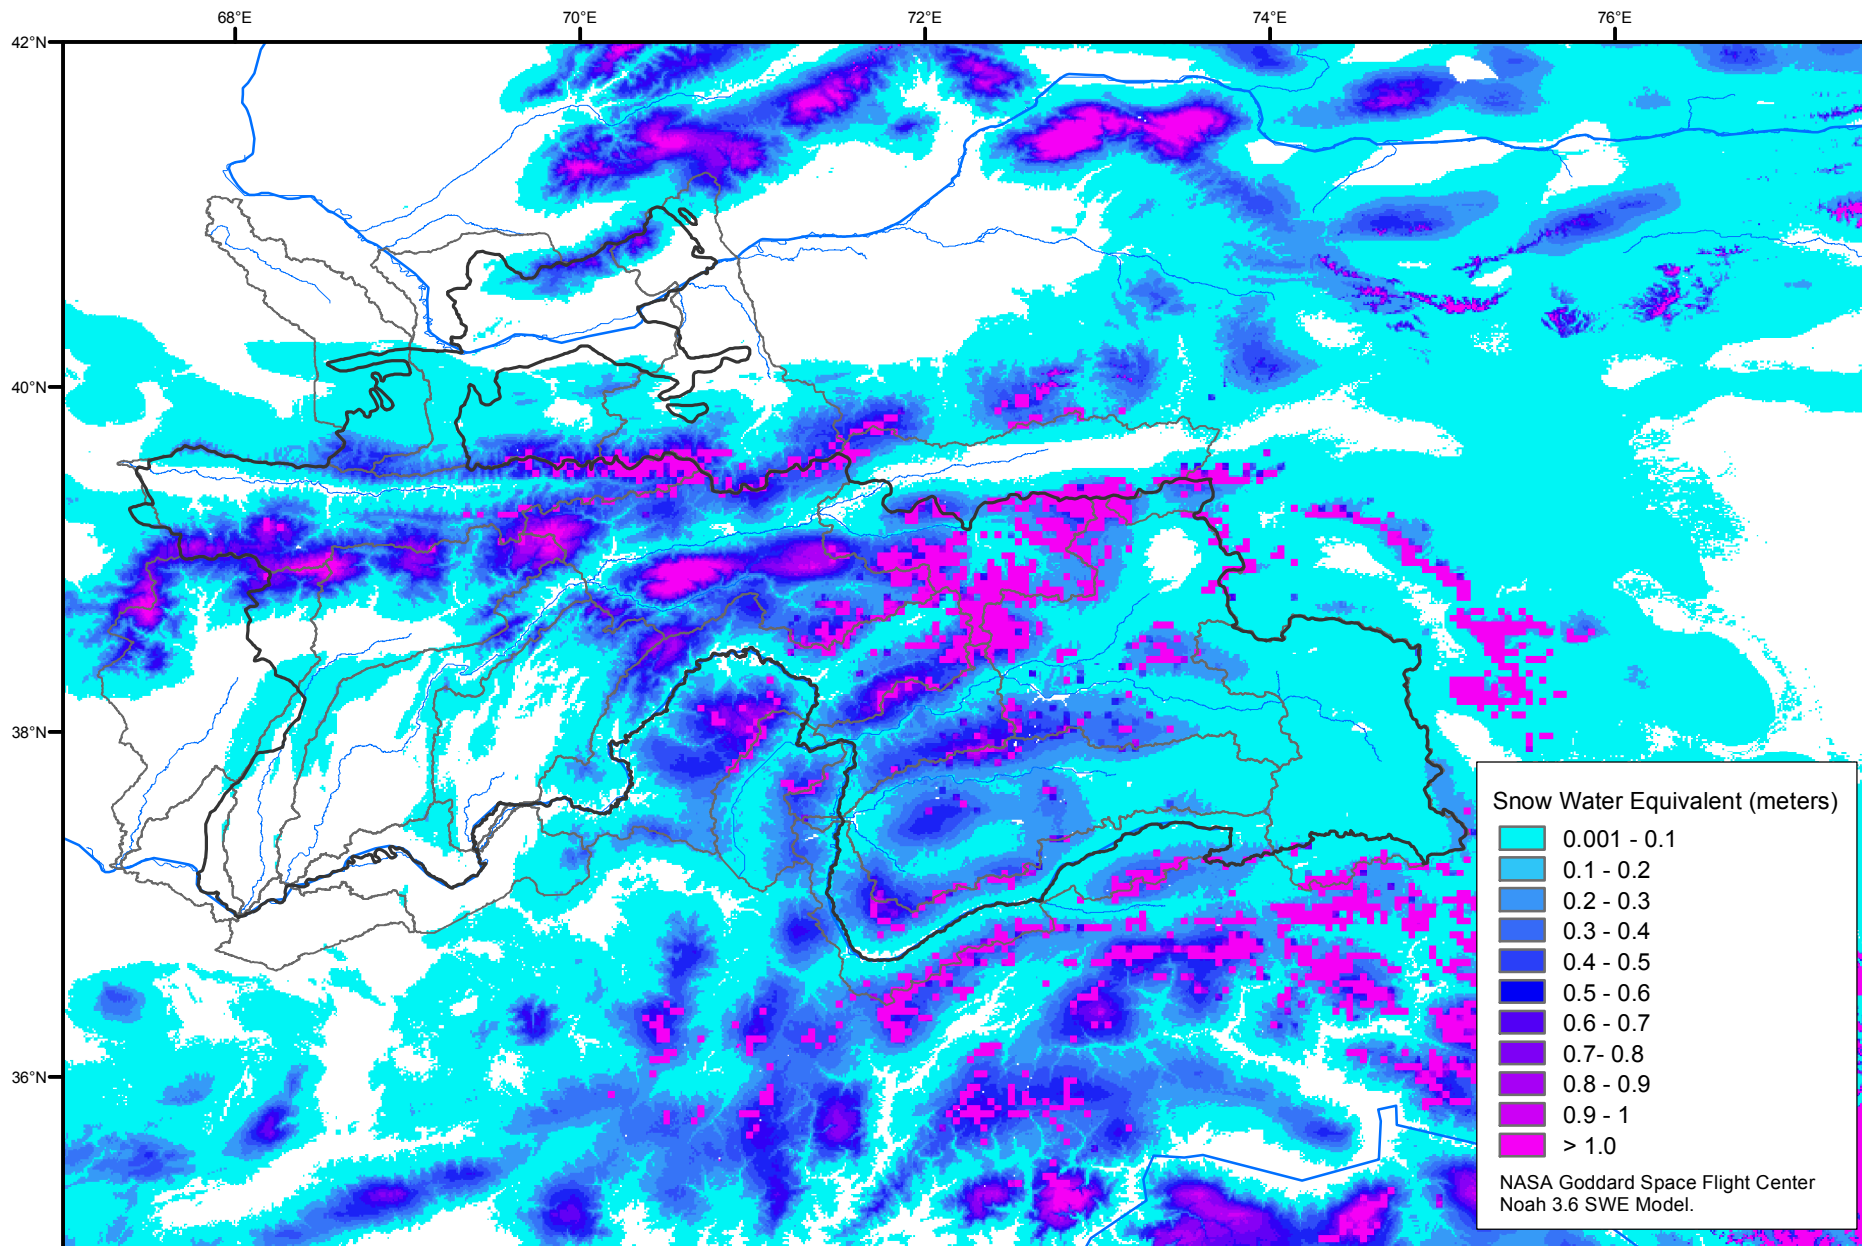 68°E
70°E
72°E
74°E
76°E
42°N
40°N
38°N
36°N
Snow Water Equivalent (meters)
0.001 - 0.1
0.1 - 0.2
0.2 - 0.3
0.3 - 0.4
0.4 - 0.5
0.5 - 0.6
0.6 - 0.7
0.7- 0.8
0.8 - 0.9
0.9 - 1
> 1.0
NASA Goddard Space Flight Center
Noah 3.6 SWE Model.